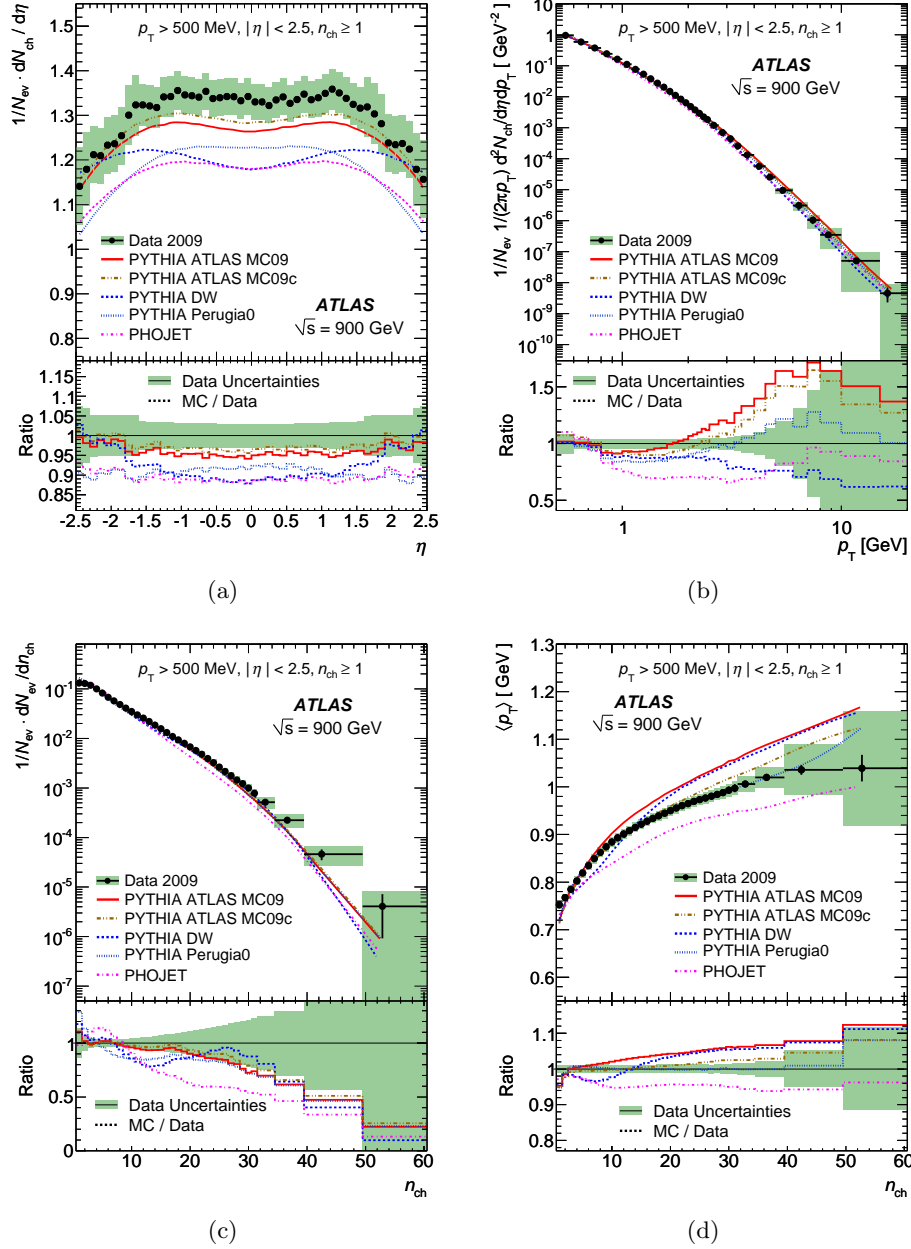 1/N_ev · dN_ch / dη
p_T > 500 MeV, | η | < 2.5, n_ch ≥ 1
1.4
1.3
1.2
1.1
1
0.9
0.8
Data 2009
PYTHIA ATLAS MC09
PYTHIA ATLAS MC09c
PYTHIA DW
PYTHIA Perugia0
PHOJET
ATLAS
√s = 900 GeV
Ratio
1.15
1.1
1.05
1
0.95
0.9
0.85
Data Uncertainties
MC / Data
-2.5 -2 -1.5 -1 -0.5 0 0.5 1 1.5 2 2.5
η
(a)
1/N_ev 1/(2πp_T) d²N_ch/dηdp_T [ GeV⁻²]
p_T > 500 MeV, | η | < 2.5, n_ch ≥ 1
1
10⁻¹
10⁻²
10⁻³
10⁻⁴
10⁻⁵
10⁻⁶
10⁻⁷
10⁻⁸
10⁻⁹
10⁻¹⁰
ATLAS
√s = 900 GeV
Data 2009
PYTHIA ATLAS MC09
PYTHIA ATLAS MC09c
PYTHIA DW
PYTHIA Perugia0
PHOJET
Ratio
1.5
1
0.5
Data Uncertainties
MC / Data
1 10
p_T [GeV]
(b)
1/N_ev · dN_ev/dn_ch
p_T > 500 MeV, | η | < 2.5, n_ch ≥ 1
10⁻¹
10⁻²
10⁻³
10⁻⁴
10⁻⁵
10⁻⁶
10⁻⁷
ATLAS
√s = 900 GeV
Data 2009
PYTHIA ATLAS MC09
PYTHIA ATLAS MC09c
PYTHIA DW
PYTHIA Perugia0
PHOJET
Ratio
1
0.5
0
Data Uncertainties
MC / Data
10 20 30 40 50 60
n_ch
(c)
⟨p_T⟩ [ GeV ]
p_T > 500 MeV, | η | < 2.5, n_ch ≥ 1
1.3
1.2
1.1
1
0.9
0.8
0.7
0.6
ATLAS
√s = 900 GeV
Data 2009
PYTHIA ATLAS MC09
PYTHIA ATLAS MC09c
PYTHIA DW
PYTHIA Perugia0
PHOJET
Ratio
1.1
1
0.9
0.8
Data Uncertainties
MC / Data
10 20 30 40 50 60
n_ch
(d)